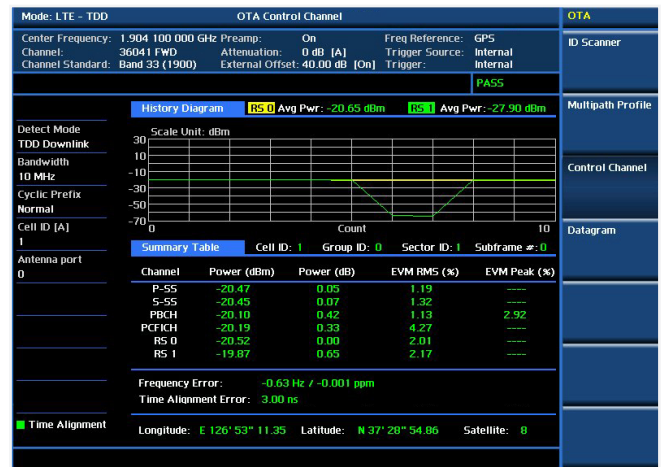 Mode: LTE - TDD OTA Control Channel OTA
Center Frequency: 1.904 100 000 GHz Preamp: On Freq Reference: GPS
Channel: 36041 FWD Attenuation: 0 dB [A] Trigger Source: Internal
Channel Standard: Band 33 (1900) External Offset: 40.00 dB [On] Trigger: Internal
PASS
ID Scanner
Multipath Profile
Control Channel
Datagram
History Diagram RS 0 Avg Pwr: -20.65 dBm RS 1 Avg Pwr: -27.90 dBm
Detect Mode
TDD Downlink
Bandwidth
10 MHz
Cyclic Prefix
Normal
Cell ID [A]
1
Antenna port
0
Time Alignment
Scale Unit: dBm
30
10
-10
-30
-50
-70
0 Count 10
Summary Table Cell ID: 1 Group ID: 0 Sector ID: 1 Subframe #: 0
Channel Power (dBm) Power (dB) EVM RMS (%) EVM Peak (%)
P-SS -20.47 0.05 1.19 ----
S-SS -20.45 0.07 1.32 ----
PBCH -20.10 0.42 1.13 2.92
PCFICH -20.19 0.33 4.27 ----
RS 0 -20.52 0.00 2.01 ----
RS 1 -19.87 0.65 2.17 ----
Frequency Error: -0.63 Hz / -0.001 ppm
Time Alignment Error: 3.00 ns
Longitude: E 126' 53" 11.35 Latitude: N 37' 28" 54.86 Satellite: 8